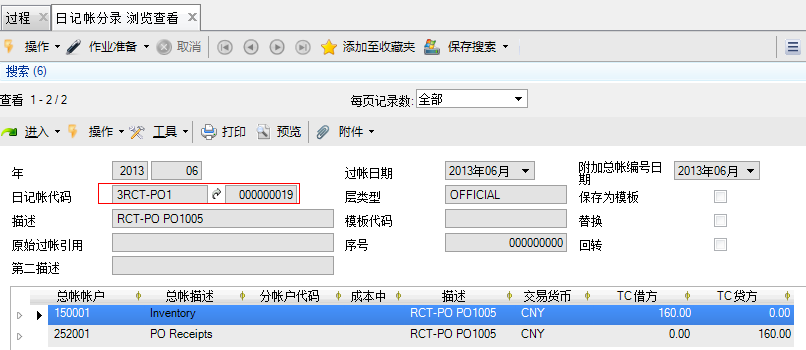 过程 日记帐分录 浏览查看
操作 作业准备 取消 添加至收藏夹 保存搜索
搜索 (6)
查看 1 - 2 / 2 每页记录数: 全部
进入 操作 工具 打印 预览 附件
年 2013 06 过帐日期 2013年06月 附加总帐编号日期 2013年06月
日记帐代码 3RCT-PO1 000000019 层类型 OFFICIAL 保存为模板
描述 RCT-PO PO1005 模板代码 替换
原始过帐引用 序号 000000000 回转
第二描述
总帐帐户 总帐描述 分帐户代码 成本中 描述 交易货币 TC借方 TC贷方
150001 Inventory RCT-PO PO1005 CNY 160.00 0.00
252001 PO Receipts RCT-PO PO1005 CNY 0.00 160.00